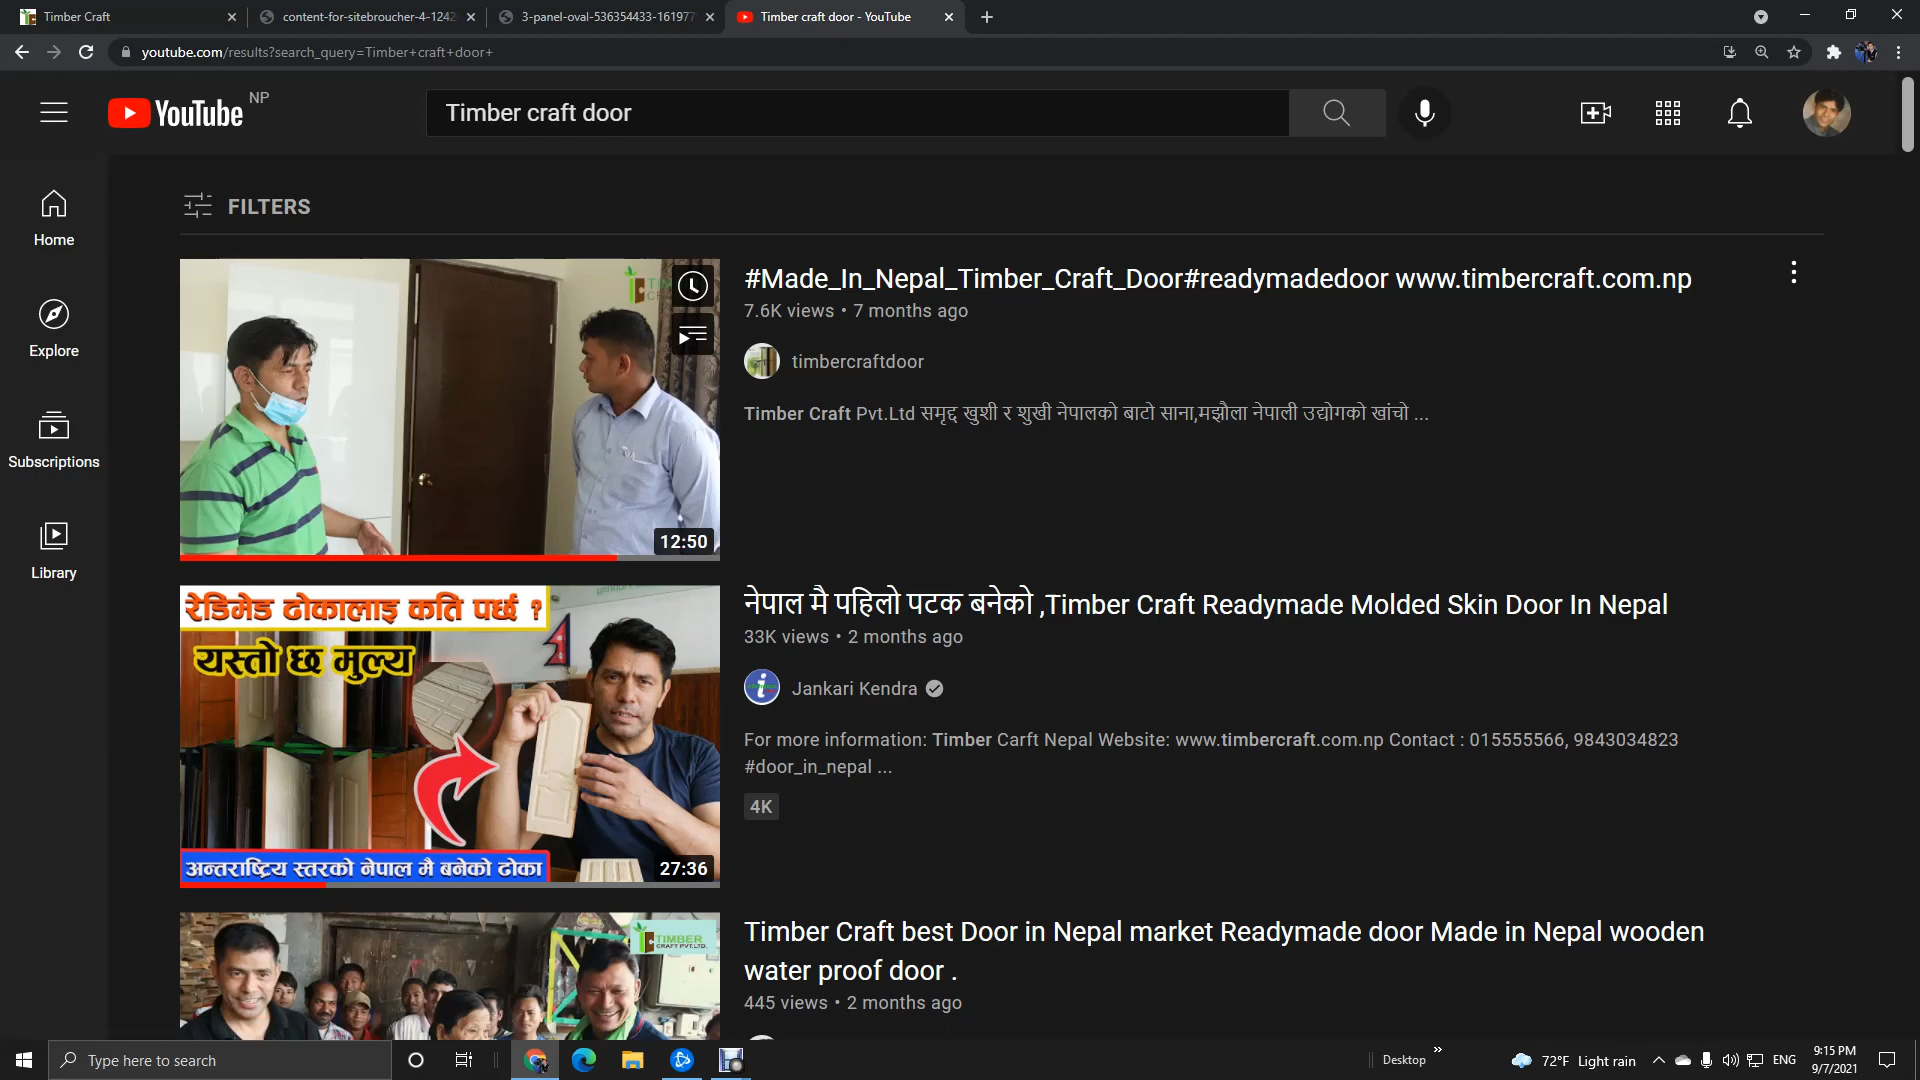 Timber Craft
content-for-sitebroucher-4-1242
3-panel-oval-536354433-16197
Timber craft door - YouTube
youtube.com/results?search_query=Timber+craft+door+
YouTube NP
Timber craft door
FILTERS
Home
Explore
Subscriptions
Library
12:50
#Made_In_Nepal_Timber_Craft_Door#readymadedoor www.timbercraft.com.np
7.6K views • 7 months ago
timbercraftdoor
Timber Craft Pvt.Ltd समृद्द खुशी र शुखी नेपालको बाटो साना,मझौला नेपाली उद्योगको खांचो ...
रेडिमेड ढोकालाइ कति पर्छ ?
यस्तो छ मुल्य
अन्तराष्ट्रिय स्तरको नेपाल मै बनेको ढोका
27:36
नेपाल मै पहिलो पटक बनेको ,Timber Craft Readymade Molded Skin Door In Nepal
33K views • 2 months ago
Jankari Kendra
For more information: Timber Carft Nepal Website: www.timbercraft.com.np Contact : 015555566, 9843034823
#door_in_nepal ...
4K
TIMBER
CRAFT PVT.LTD.
Timber Craft best Door in Nepal market Readymade door Made in Nepal wooden
water proof door .
445 views • 2 months ago
Type here to search
Desktop
72°F Light rain
ENG
9:15 PM
9/7/2021